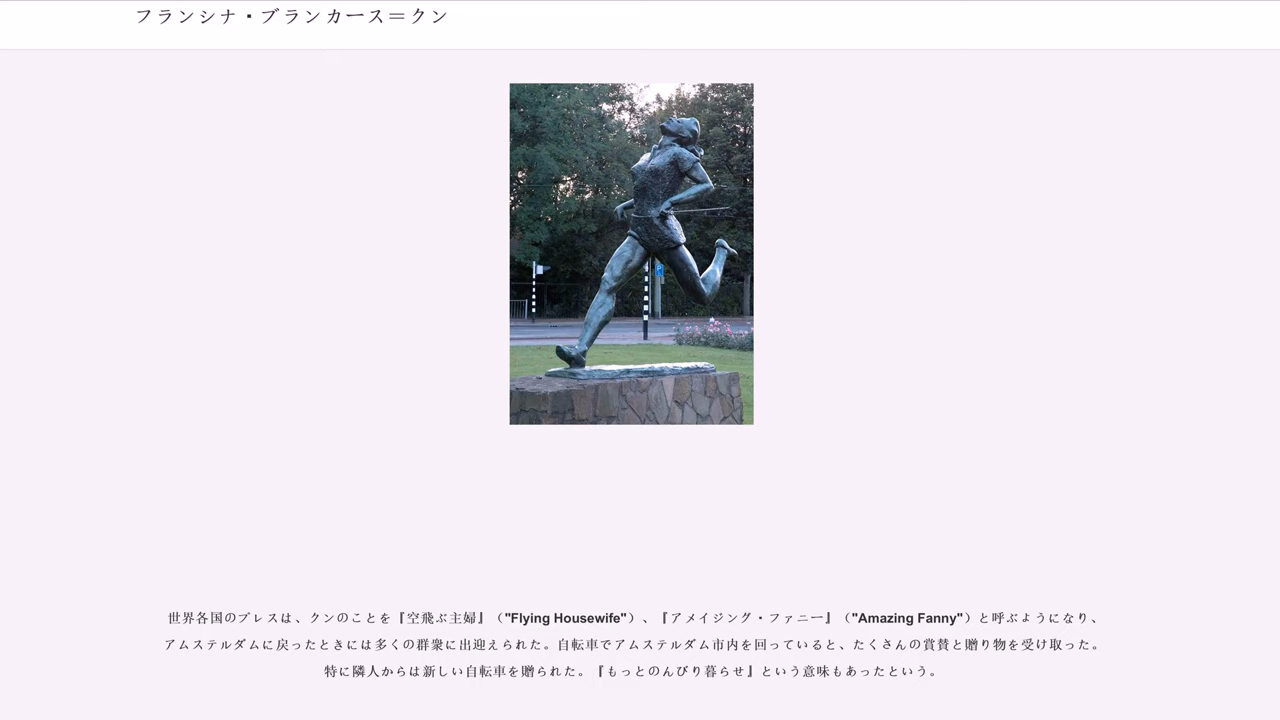 フランシナ・ブランカース＝クン
世界各国のプレスは、クンのことを『空飛ぶ主婦』（"Flying Housewife"）、『アメイジング・ファニー』（"Amazing Fanny"）と呼ぶようになり、
アムステルダムに戻ったときには多くの群衆に出迎えられた。自転車でアムステルダム市内を回っていると、たくさんの賞賛と贈り物を受け取った。
特に隣人からは新しい自転車を贈られた。『もっとのんびり暮らせ』という意味もあったという。